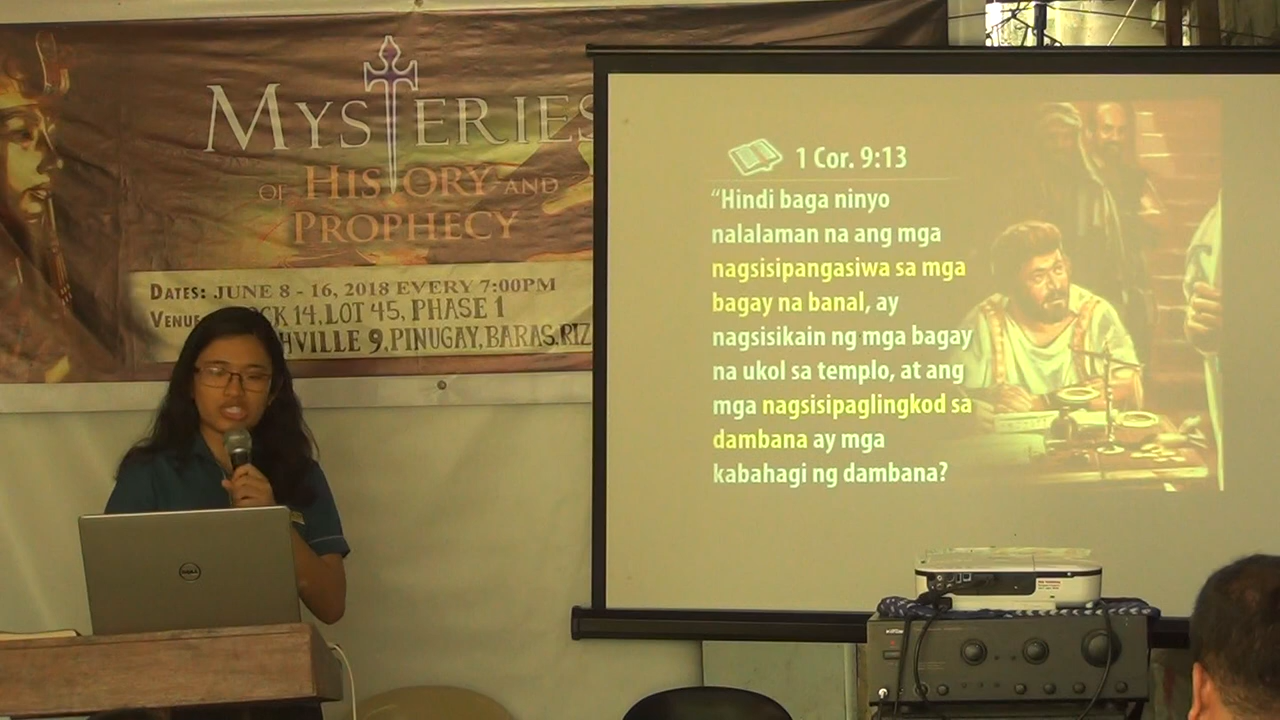 MYSTERIES
OF HISTORY AND
PROPHECY
DATES: JUNE 8 - 16, 2018 EVERY 7:00PM
14, LOT 45, PHASE 1
9, PINUGAY, BARAS, RIZ
1 Cor. 9:13
“Hindi baga ninyo
nalalaman na ang mga
nagsisipangasiwa sa mga
bagay na banal, ay
nagsisikain ng mga bagay
na ukol sa templo, at ang
mga nagsisipaglingkod sa
dambana ay mga
kabahagi ng dambana?
DELL